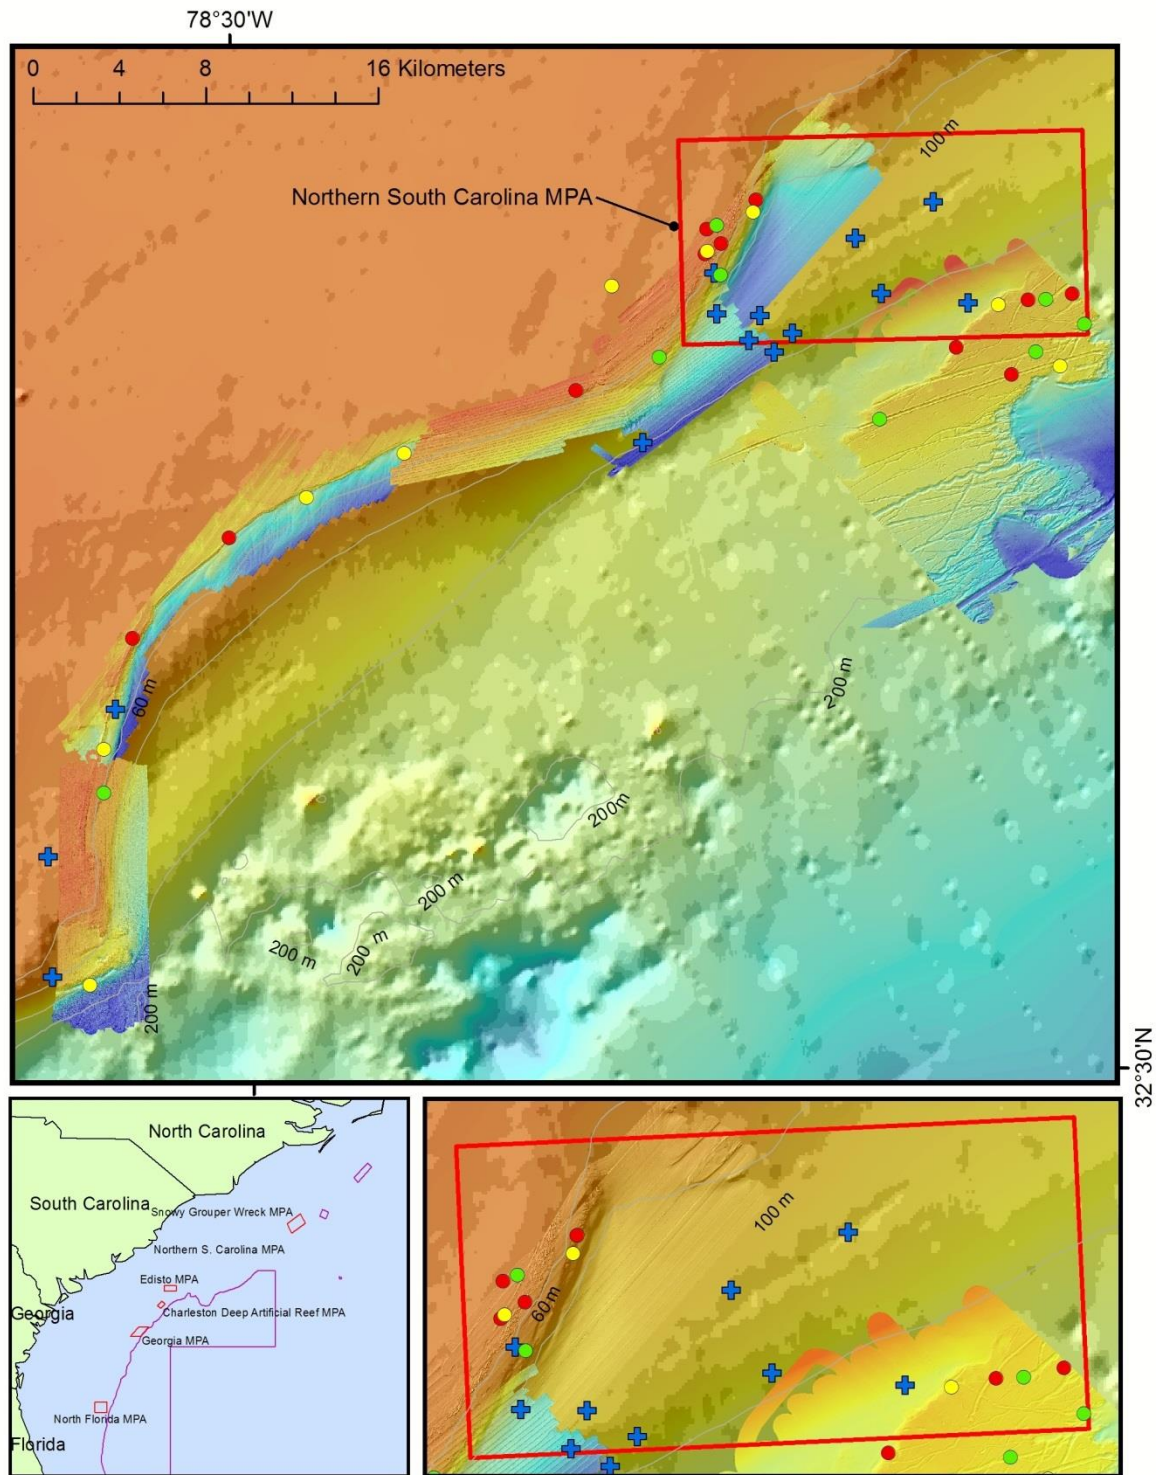 78°30'W
0 4 8 16 Kilometers
100 m
Northern South Carolina MPA
60 m
200 m
200m
200 m
200 m
200 m
200 m
32°30'N
North Carolina
South Carolina
Snowy Grouper Wreck MPA
Northern S. Carolina MPA
Edisto MPA
Charleston Deep Artificial Reef MPA
Georgia
Georgia MPA
North Florida MPA
Florida
100 m
60 m